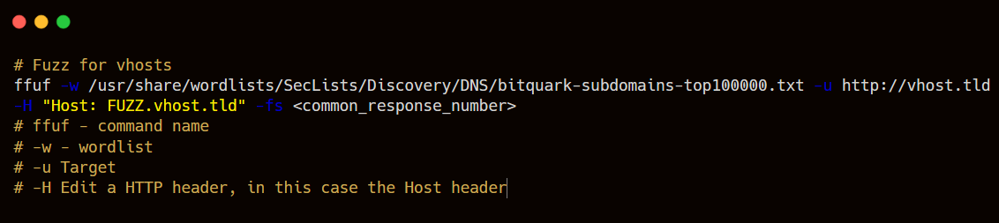 # Fuzz for vhosts
ffuf -w /usr/share/wordlists/SecLists/Discovery/DNS/bitquark-subdomains-top100000.txt -u http://vhost.tld
-H "Host: FUZZ.vhost.tld" -fs <common_response_number>
# ffuf - command name
# -w - wordlist
# -u Target
# -H Edit a HTTP header, in this case the Host header